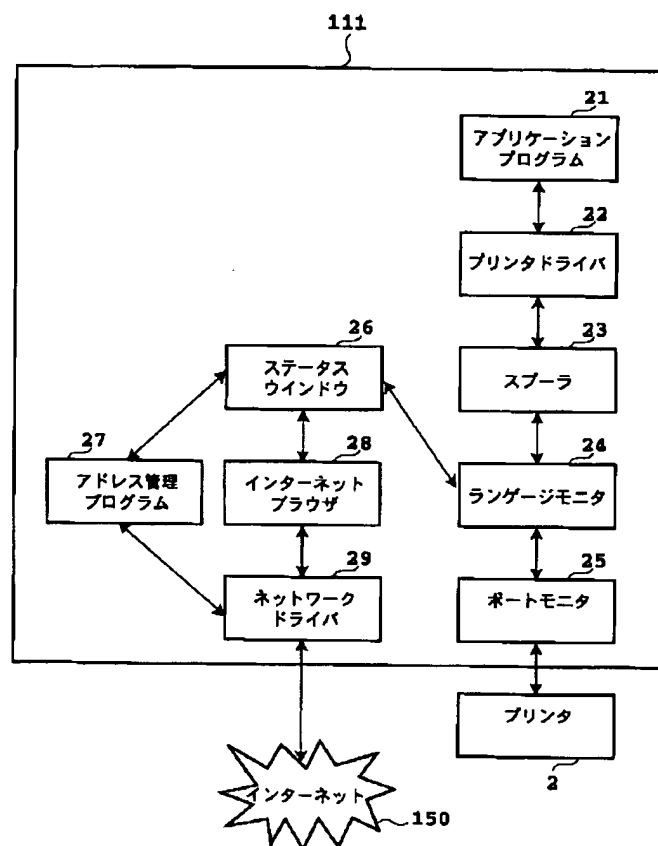 111
21
アプリケーション
プログラム
22
プリンタドライバ
23
スプーラ
26
ステータス
ウインドウ
27
アドレス管理
プログラム
28
インターネット
ブラウザ
24
ランゲージモニタ
29
ネットワーク
ドライバ
25
ポートモニタ
プリンタ
2
インターネット
150